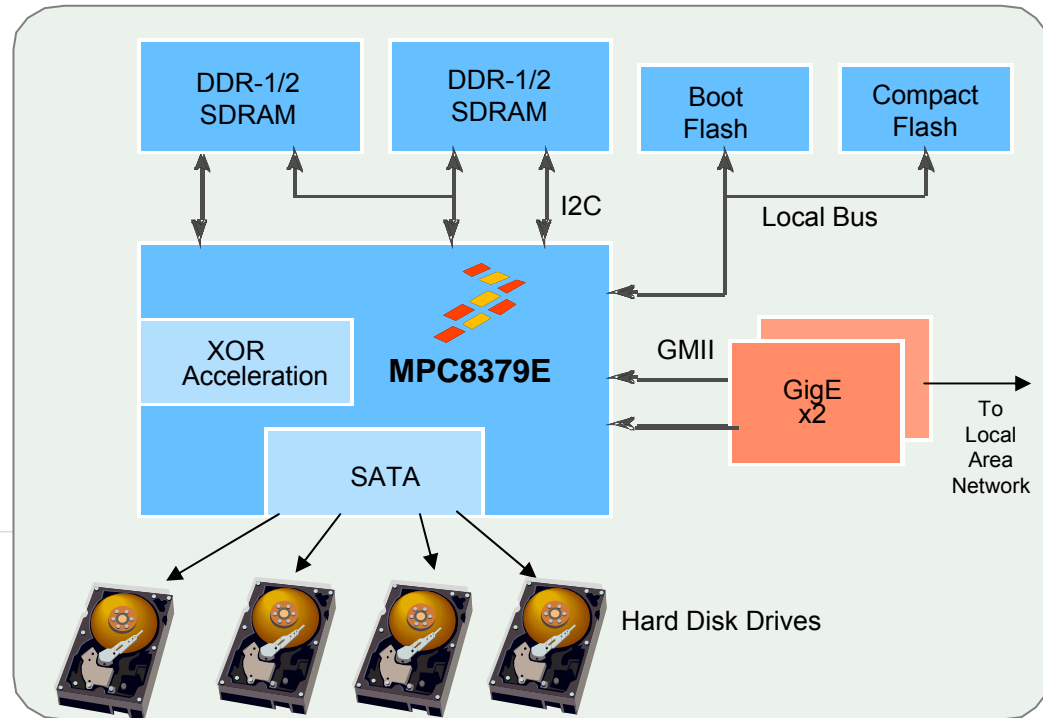 DDR-1/2
SDRAM
DDR-1/2
SDRAM
Boot
Flash
Compact
Flash
I2C
Local Bus
XOR
Acceleration
MPC8379E
GMII
GigE
x2
To
Local
Area
Network
SATA
Hard Disk Drives